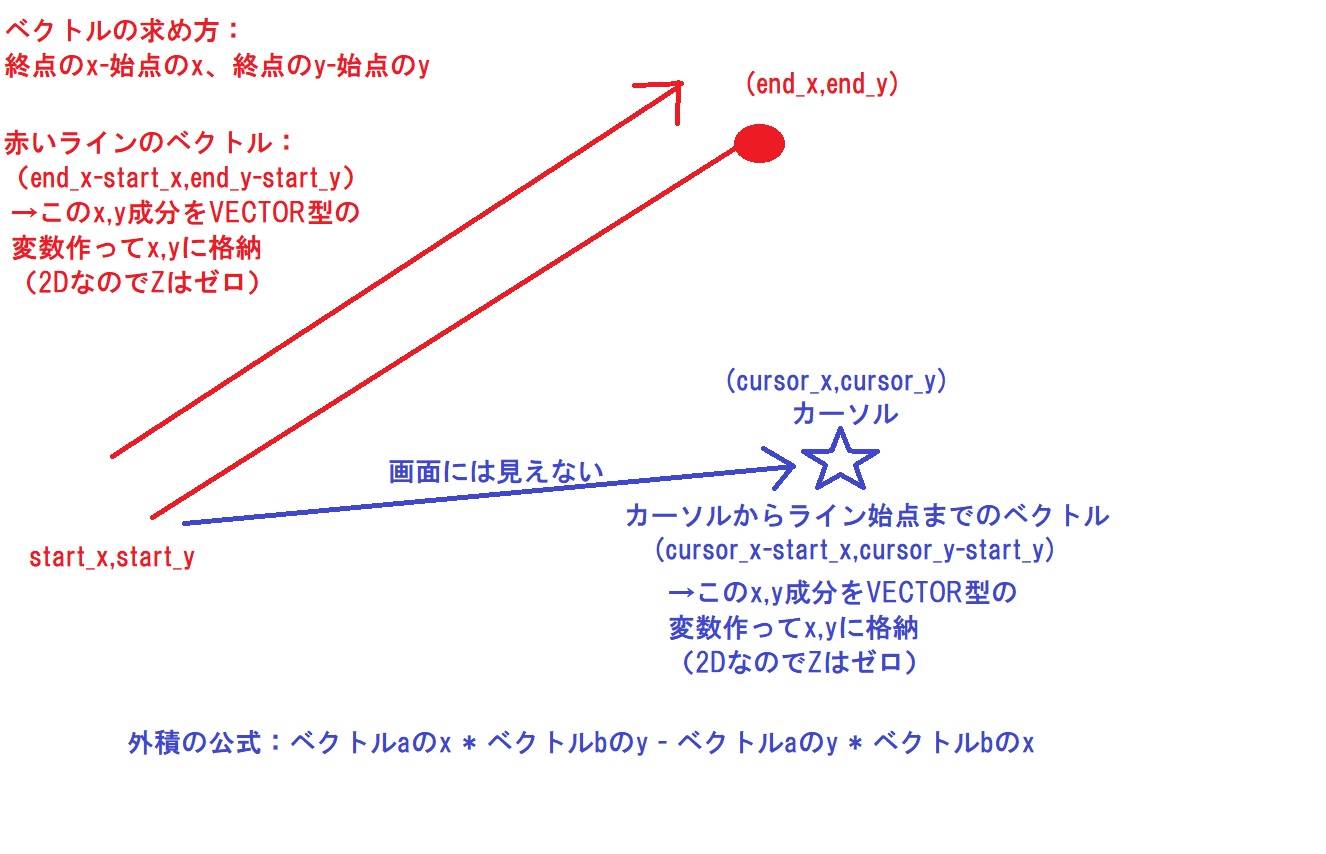 ベクトルの求め方：
終点のx-始点のx、終点のy-始点のy
赤いラインのベクトル：
（end_x-start_x,end_y-start_y）
→このx,y成分をVECTOR型の
変数作ってx,yに格納
（2DなのでZはゼロ）
（end_x,end_y）
（cursor_x,cursor_y）
カーソル
画面には見えない
カーソルからライン始点までのベクトル
（cursor_x-start_x,cursor_y-start_y）
→このx,y成分をVECTOR型の
変数作ってx,yに格納
（2DなのでZはゼロ）
start_x,start_y
外積の公式：ベクトルaのx * ベクトルbのy - ベクトルaのy * ベクトルbのx